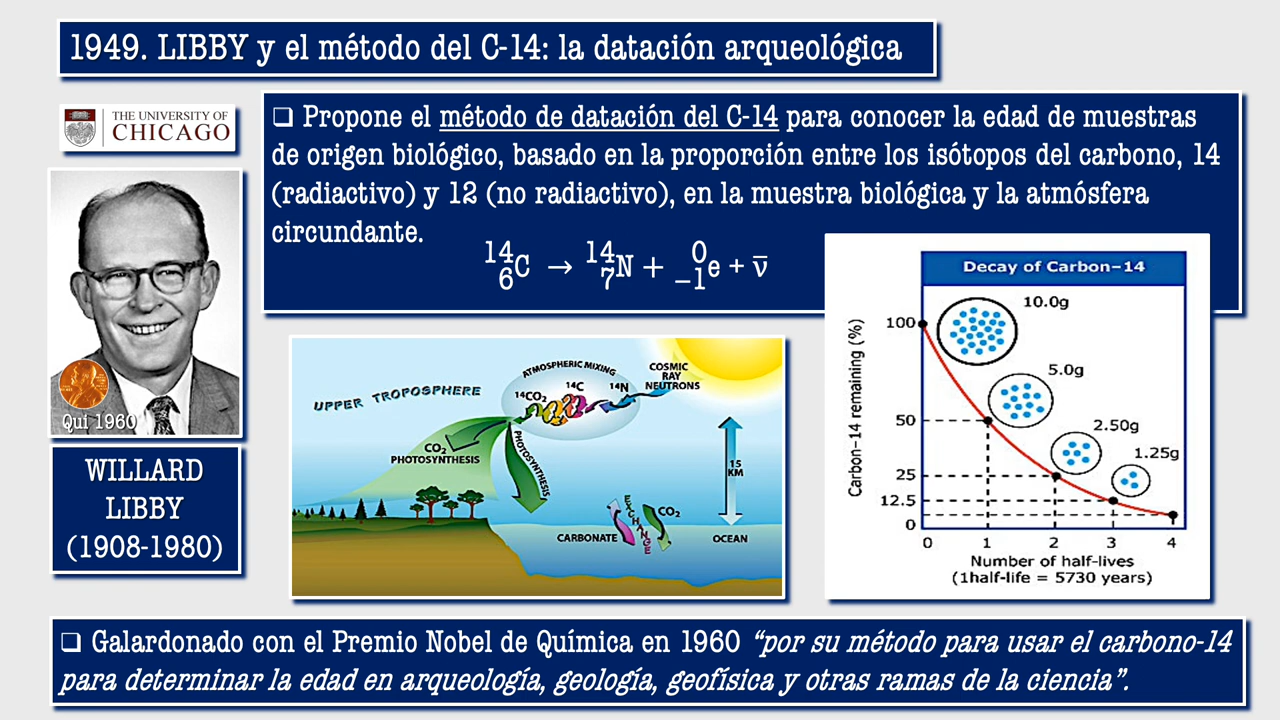 1949. LIBBY y el método del C-14: la datación arqueológica
THE UNIVERSITY OF
CHICAGO
❑ Propone el método de datación del C-14 para conocer la edad de muestras
de origen biológico, basado en la proporción entre los isótopos del carbono, 14
(radiactivo) y 12 (no radiactivo), en la muestra biológica y la atmósfera
circundante.
¹⁴₆C → ¹⁴₇N + ⁰₋₁e + ν̅
Qui 1960
WILLARD
LIBBY
(1908-1980)
UPPER TROPOSPHERE
ATMOSPHERIC MIXING
COSMIC
RAY
NEUTRONS
¹⁴C
¹⁴N
¹⁴CO₂
CO₂
PHOTOSYNTHESIS
PHOTOSYNTHESIS
15
KM
EXCHANGE
CO₂
CARBONATE
OCEAN
Decay of Carbon-14
Carbon-14 remaining (%)
10.0g
5.0g
2.50g
1.25g
100
50
25
12.5
0
0 1 2 3 4
Number of half-lives
(1half-life = 5730 years)
❑ Galardonado con el Premio Nobel de Química en 1960 “por su método para usar el carbono-14
para determinar la edad en arqueología, geología, geofísica y otras ramas de la ciencia”.